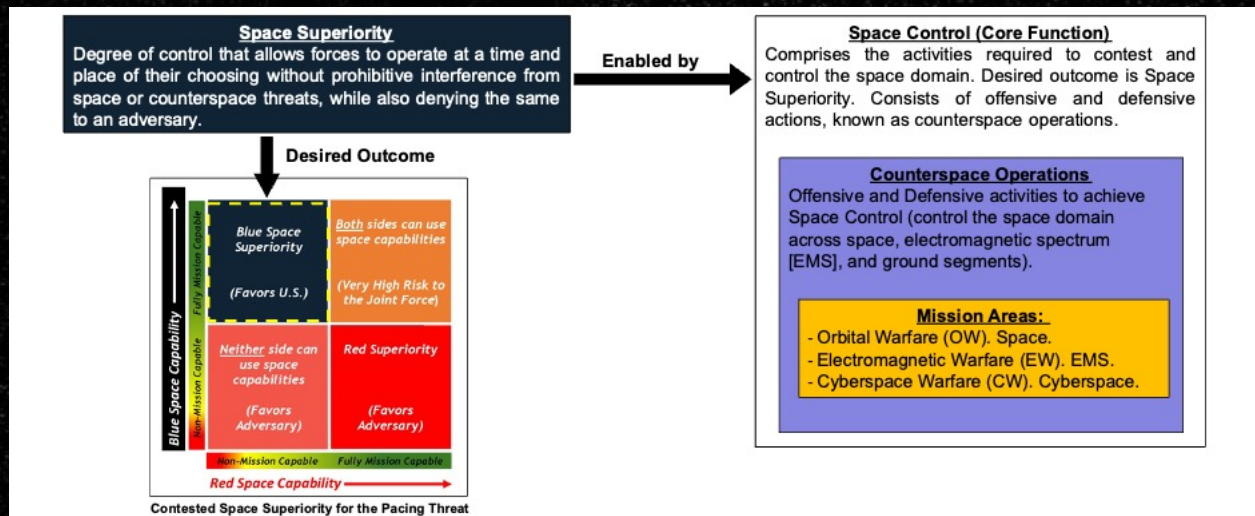 Space Superiority
Degree of control that allows forces to operate at a time and
place of their choosing without prohibitive interference from
space or counterspace threats, while also denying the same
to an adversary.
Enabled by
Space Control (Core Function)
Comprises the activities required to contest and
control the space domain. Desired outcome is Space
Superiority. Consists of offensive and defensive
actions, known as counterspace operations.
Counterspace Operations
Offensive and Defensive activities to achieve
Space Control (control the space domain
across space, electromagnetic spectrum
[EMS], and ground segments).
Mission Areas:
- Orbital Warfare (OW). Space.
- Electromagnetic Warfare (EW). EMS.
- Cyberspace Warfare (CW). Cyberspace.
Desired Outcome
Blue Space Capability
Non-Mission Capable
Fully Mission Capable
Blue Space
Superiority
(Favors U.S.)
Both sides can use
space capabilities
(Very High Risk to
the Joint Force)
Neither side can
use space
capabilities
(Favors
Adversary)
Red Superiority
(Favors
Adversary)
Non-Mission Capable
Fully Mission Capable
Red Space Capability
Contested Space Superiority for the Pacing Threat